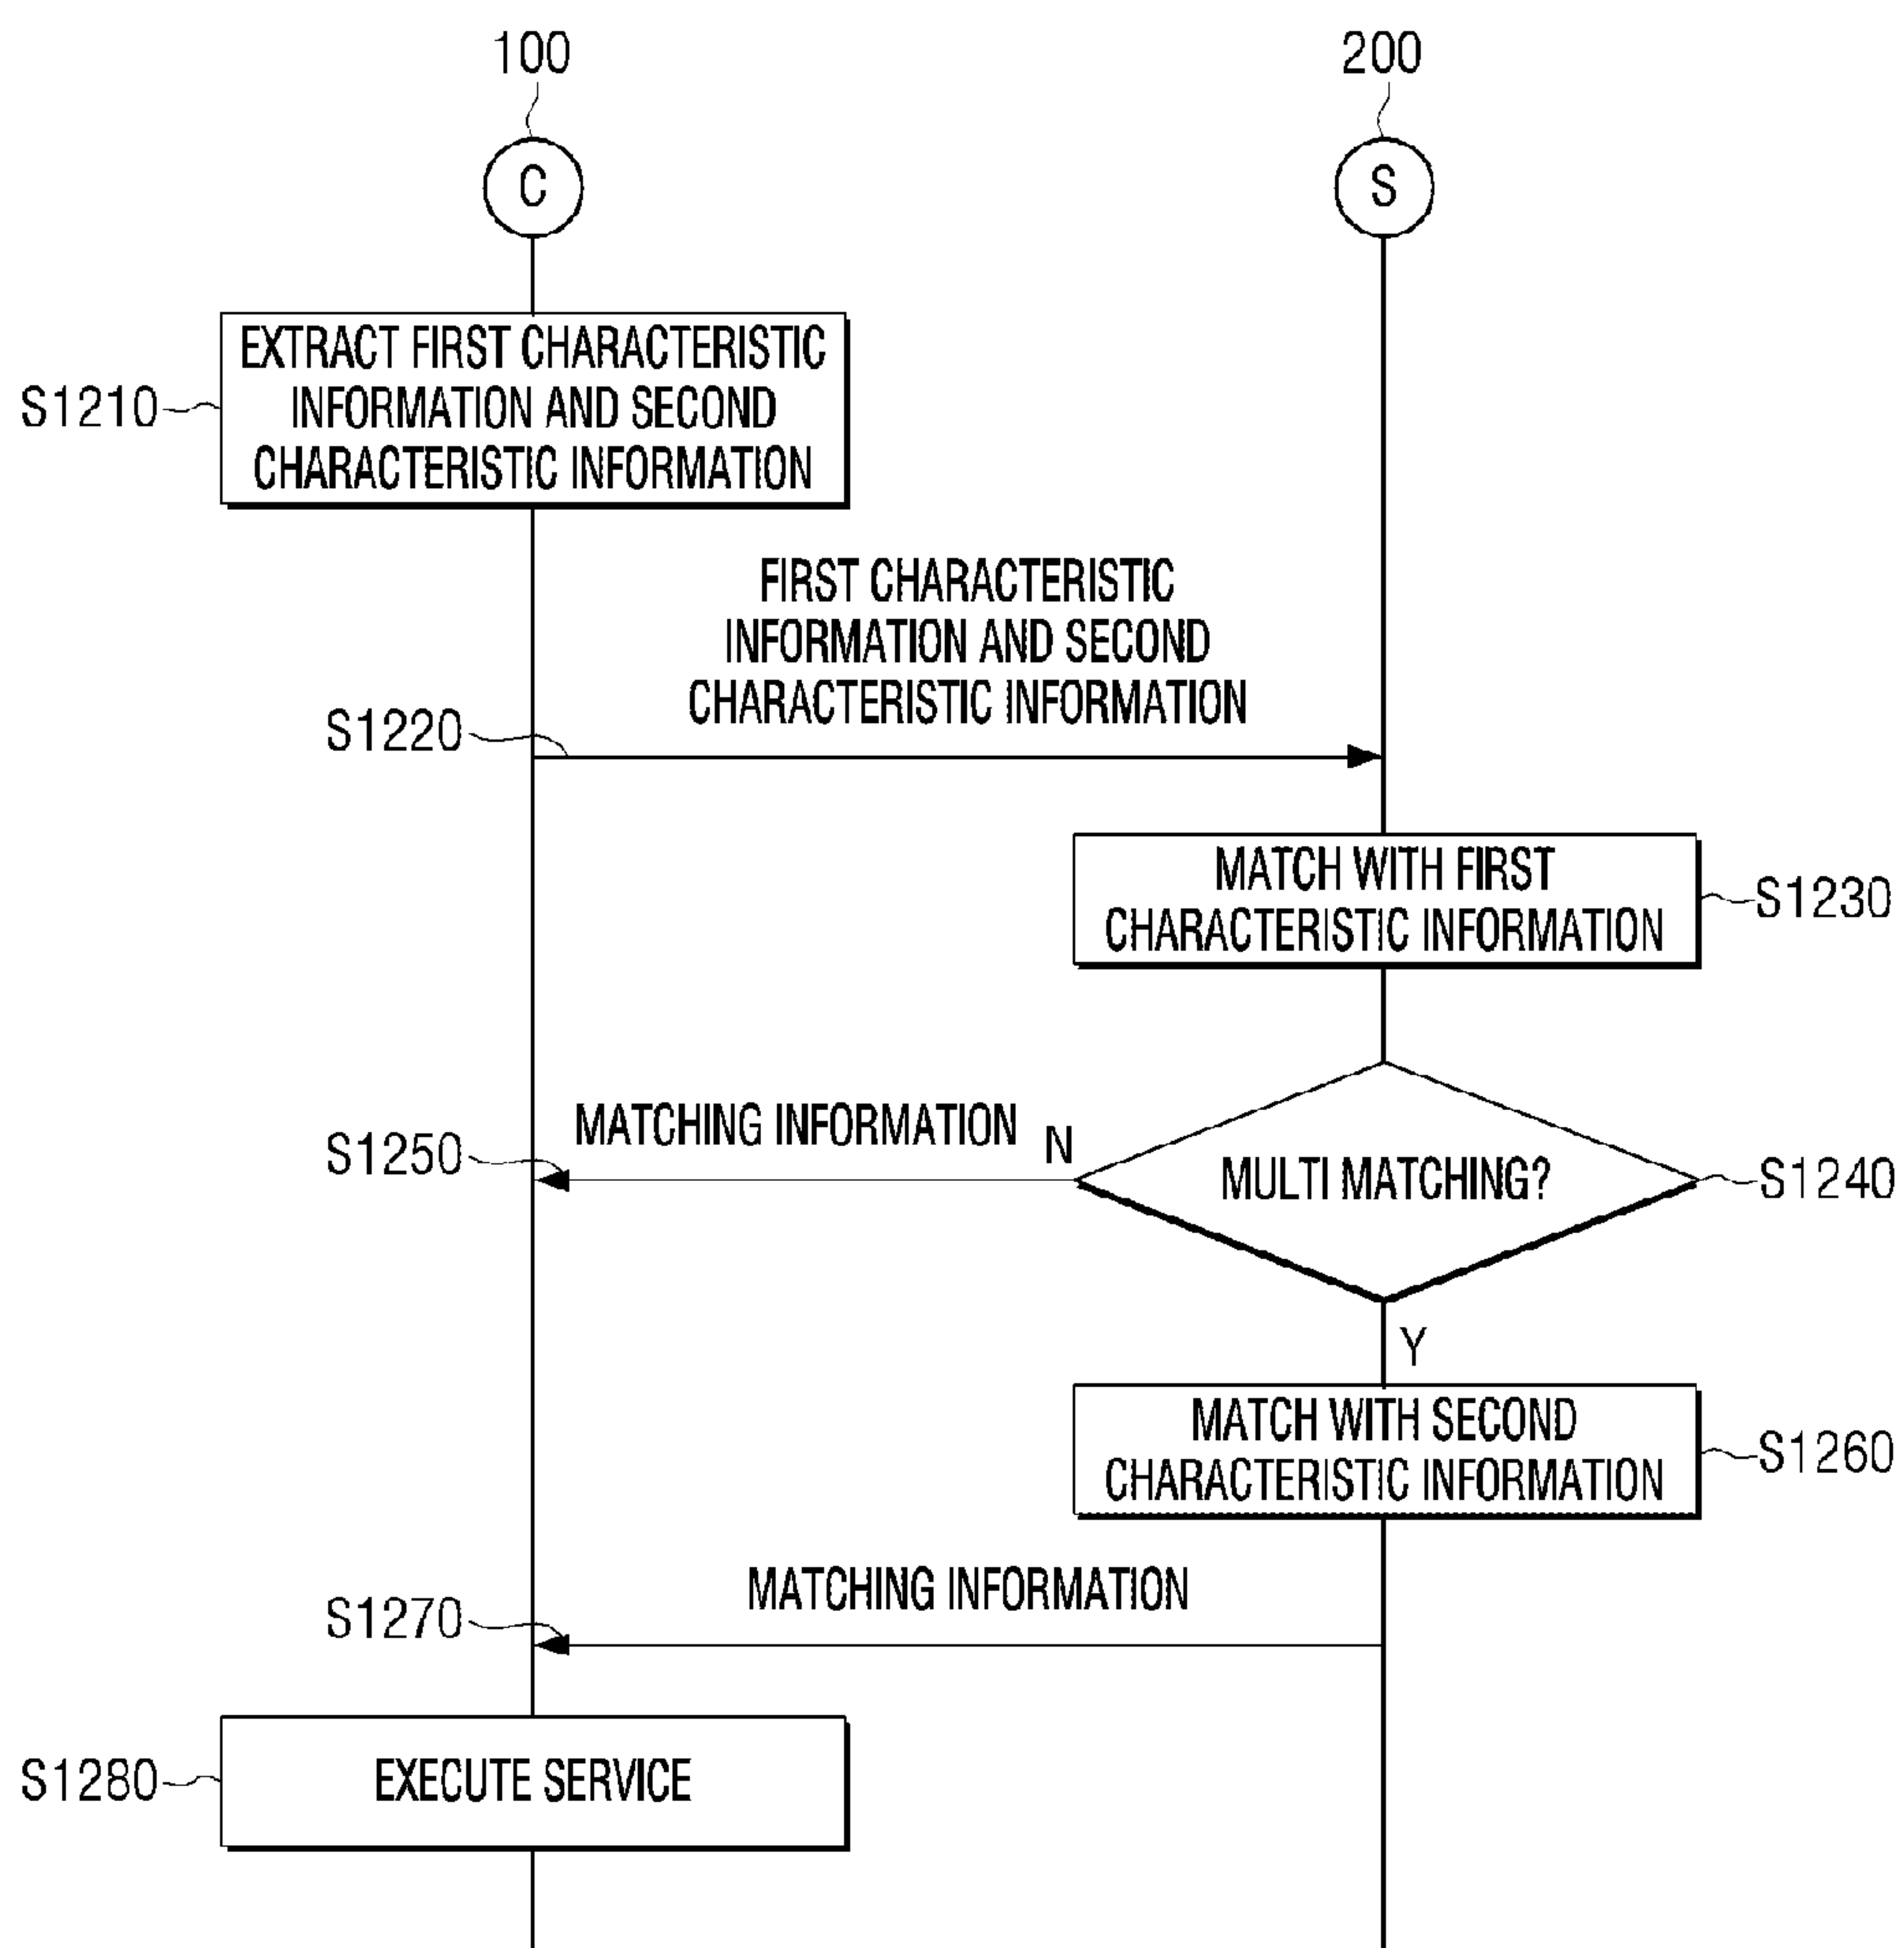 100
200
C
S
EXTRACT FIRST CHARACTERISTIC
INFORMATION AND SECOND
CHARACTERISTIC INFORMATION
S1210
FIRST CHARACTERISTIC
INFORMATION AND SECOND
CHARACTERISTIC INFORMATION
S1220
MATCH WITH FIRST
CHARACTERISTIC INFORMATION
S1230
MATCHING INFORMATION
N
S1250
MULTI MATCHING?
S1240
Y
MATCH WITH SECOND
CHARACTERISTIC INFORMATION
S1260
MATCHING INFORMATION
S1270
EXECUTE SERVICE
S1280